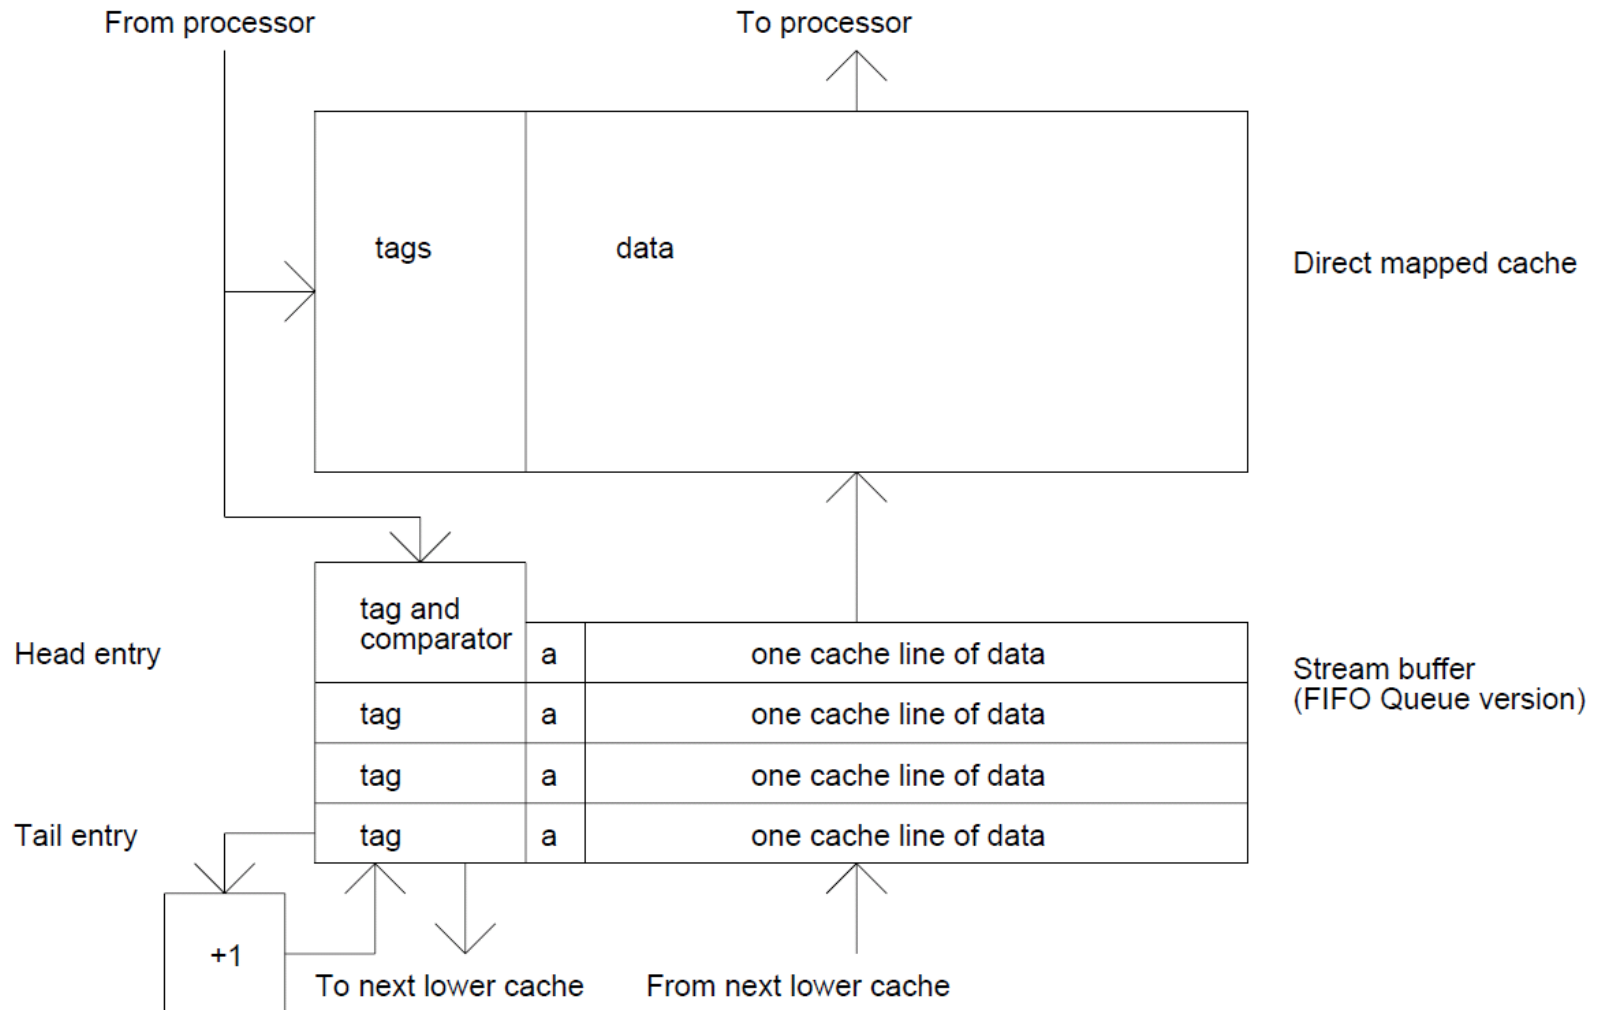 From processor
To processor
tags
data
Direct mapped cache
tag and
comparator
Head entry
a
one cache line of data
Stream buffer
(FIFO Queue version)
tag
a
one cache line of data
tag
a
one cache line of data
Tail entry
tag
a
one cache line of data
+1
To next lower cache
From next lower cache